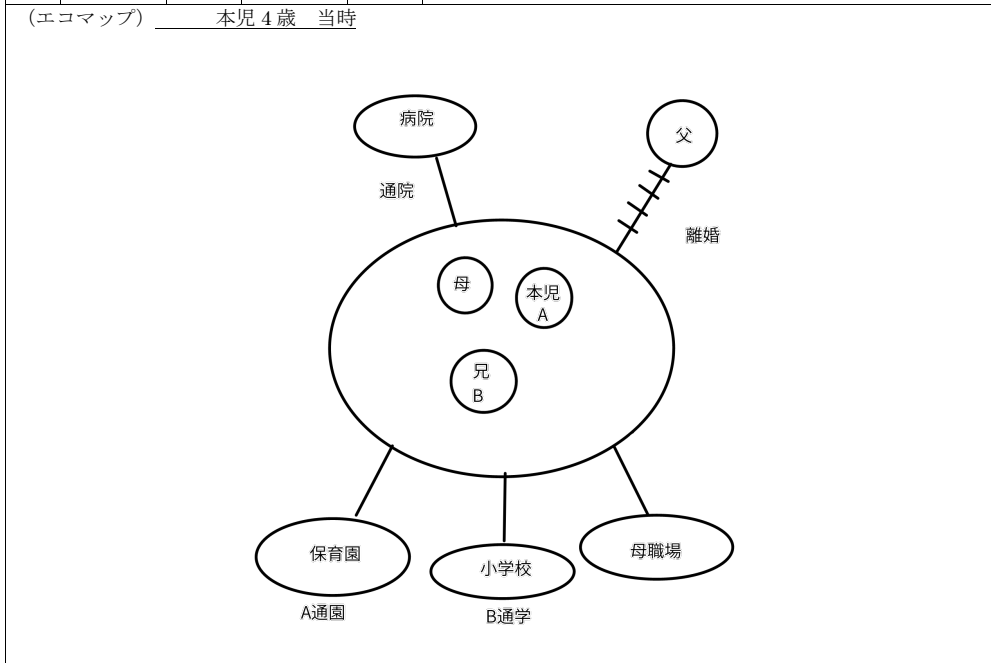 （エコマップ） 本児 4 歳 当時
病院
父
通院
離婚
母
本児
A
兄
B
保育園
小学校
母職場
A通園
B通学